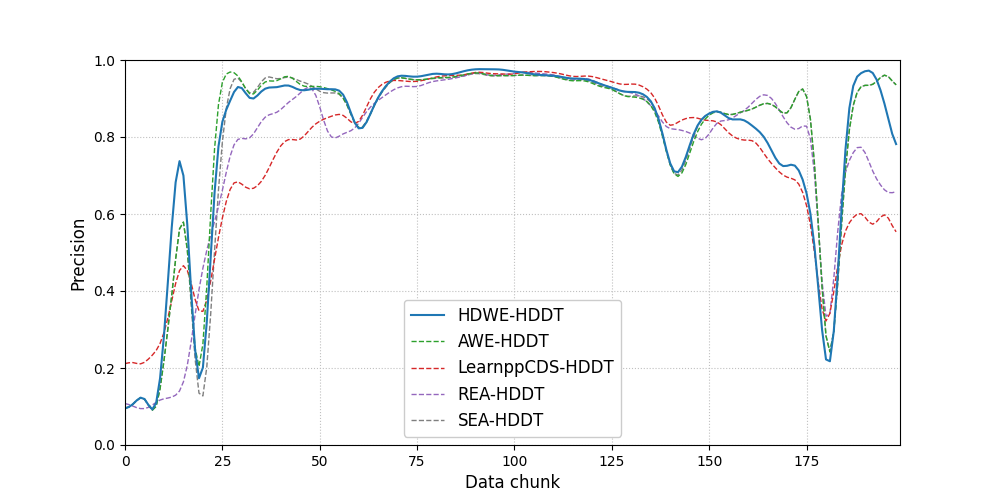 1.0
0.8
0.6
0.4
0.2
0.0
Precision
HDWE-HDDT
AWE-HDDT
LearnppCDS-HDDT
REA-HDDT
SEA-HDDT
0 25 50 75 100 125 150 175
Data chunk